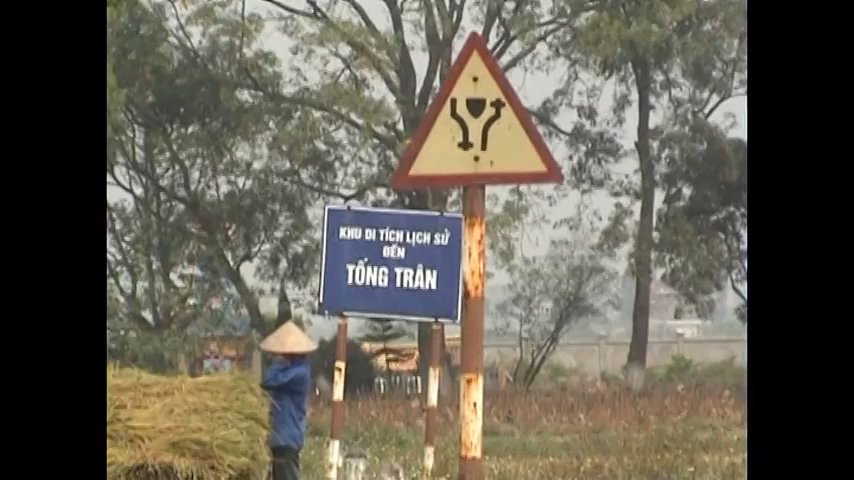 KHU DI TÍCH LỊCH SỬ
ĐỀN
TỐNG TRÂN